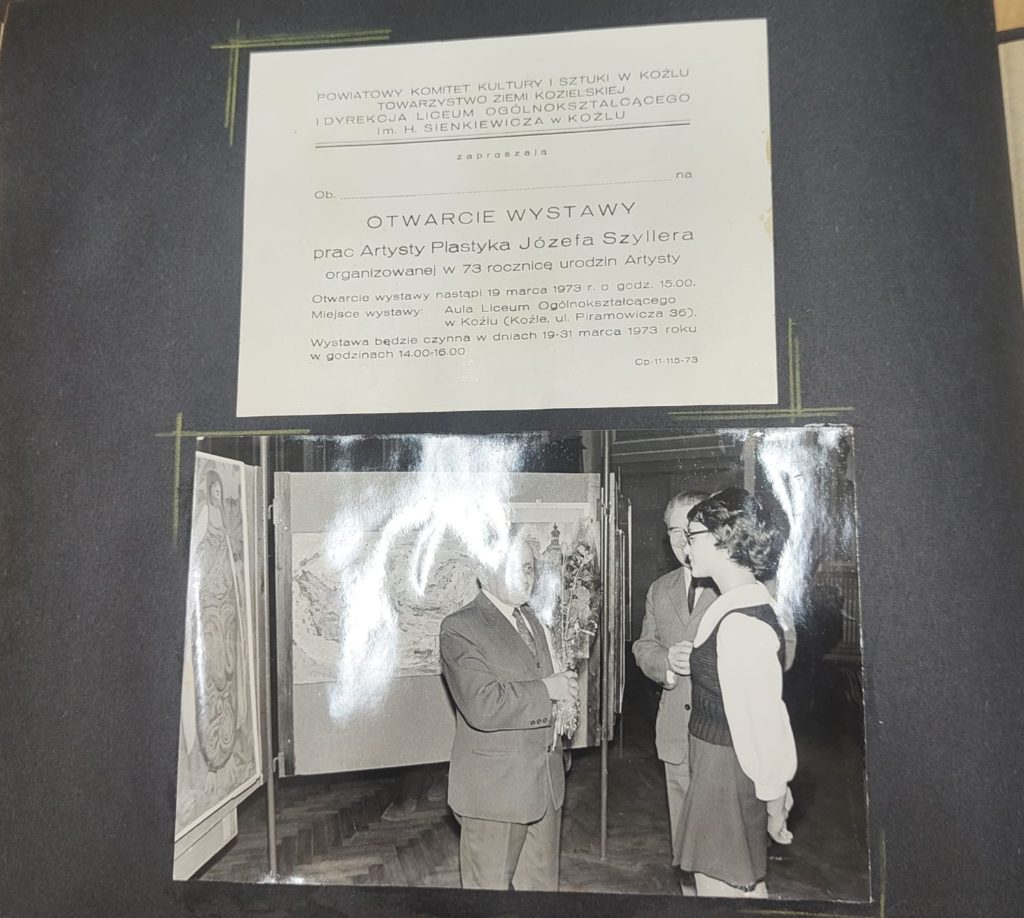 POWIATOWY KOMITET KULTURY I SZTUKI W KOŹLU
TOWARZYSTWO ZIEMI KOZIELSKIEJ
I DYREKCJA LICEUM OGÓLNOKSZTAŁCĄCEGO
im. H. SIENKIEWICZA w KOŹLU
zapraszają
Ob. na
OTWARCIE WYSTAWY
prac Artysty Plastyka Józefa Szyllera
organizowanej w 73 rocznicę urodzin Artysty
Otwarcie wystawy nastąpi 19 marca 1973 r. o godz. 15.00.
Miejsce wystawy: Aula Liceum Ogólnokształcącego
w Koźlu (Koźle, ul. Piramowicza 36).
Wystawa będzie czynna w dniach 19-31 marca 1973 roku
w godzinach 14.00-16.00
Cp-11-115-73